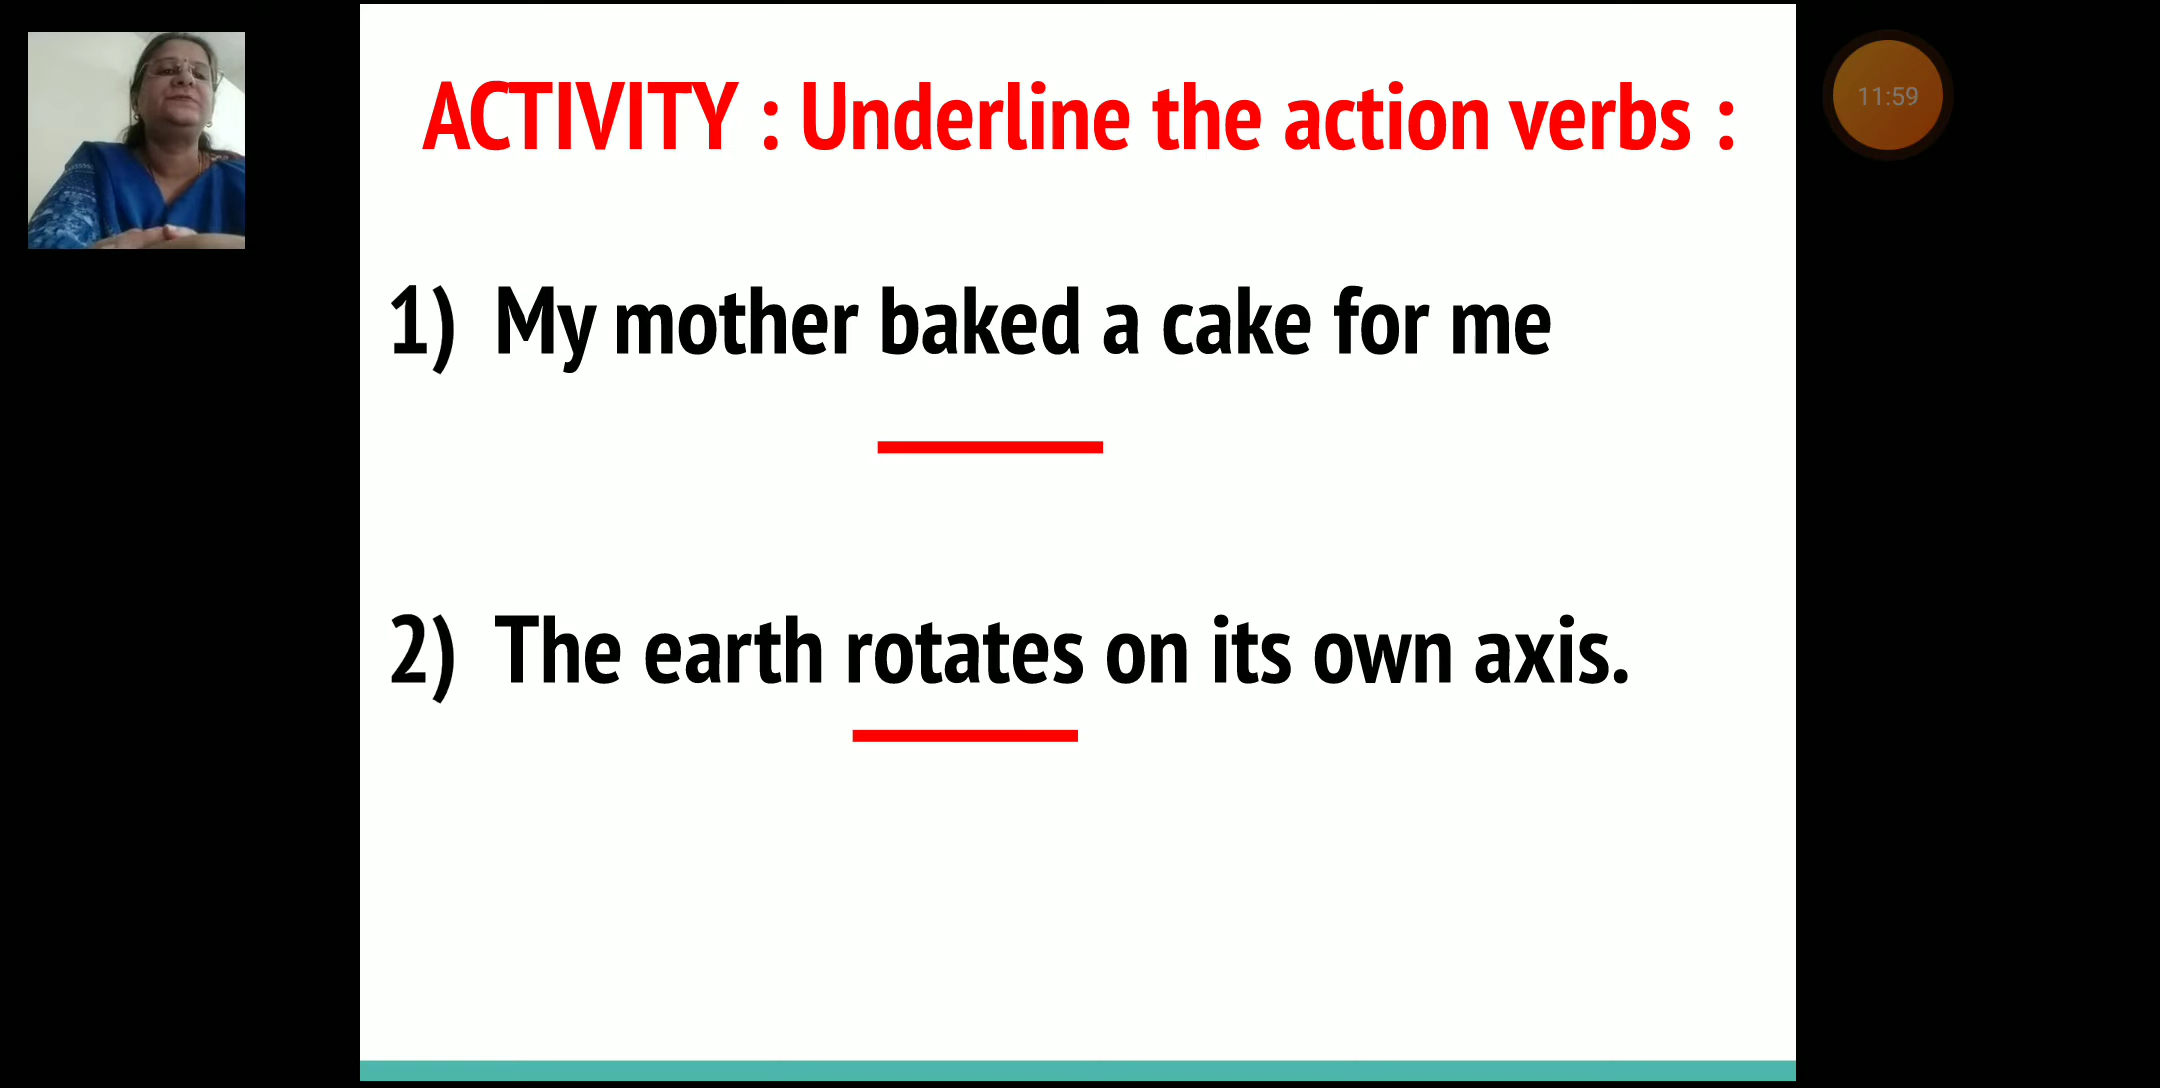 ACTIVITY : Underline the action verbs :
11:59
1) My mother baked a cake for me
2) The earth rotates on its own axis.